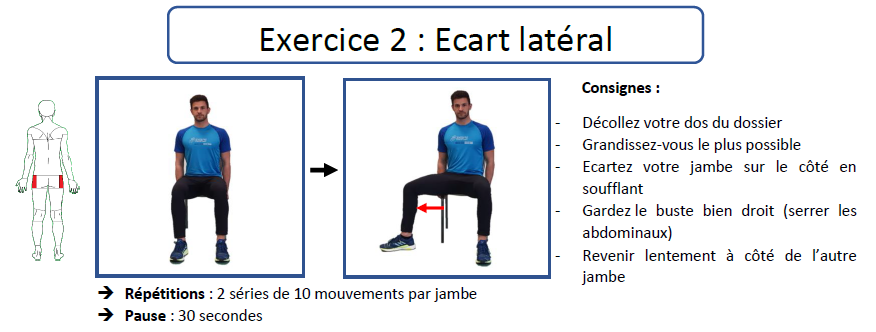 Exercice 2 : Ecart latéral
Consignes :
- Décollez votre dos du dossier
- Grandissez-vous le plus possible
- Ecartez votre jambe sur le côté en
soufflant
- Gardez le buste bien droit (serrer les
abdominaux)
- Revenir lentement à côté de l’autre
jambe
➔ Répétitions : 2 séries de 10 mouvements par jambe
➔ Pause : 30 secondes